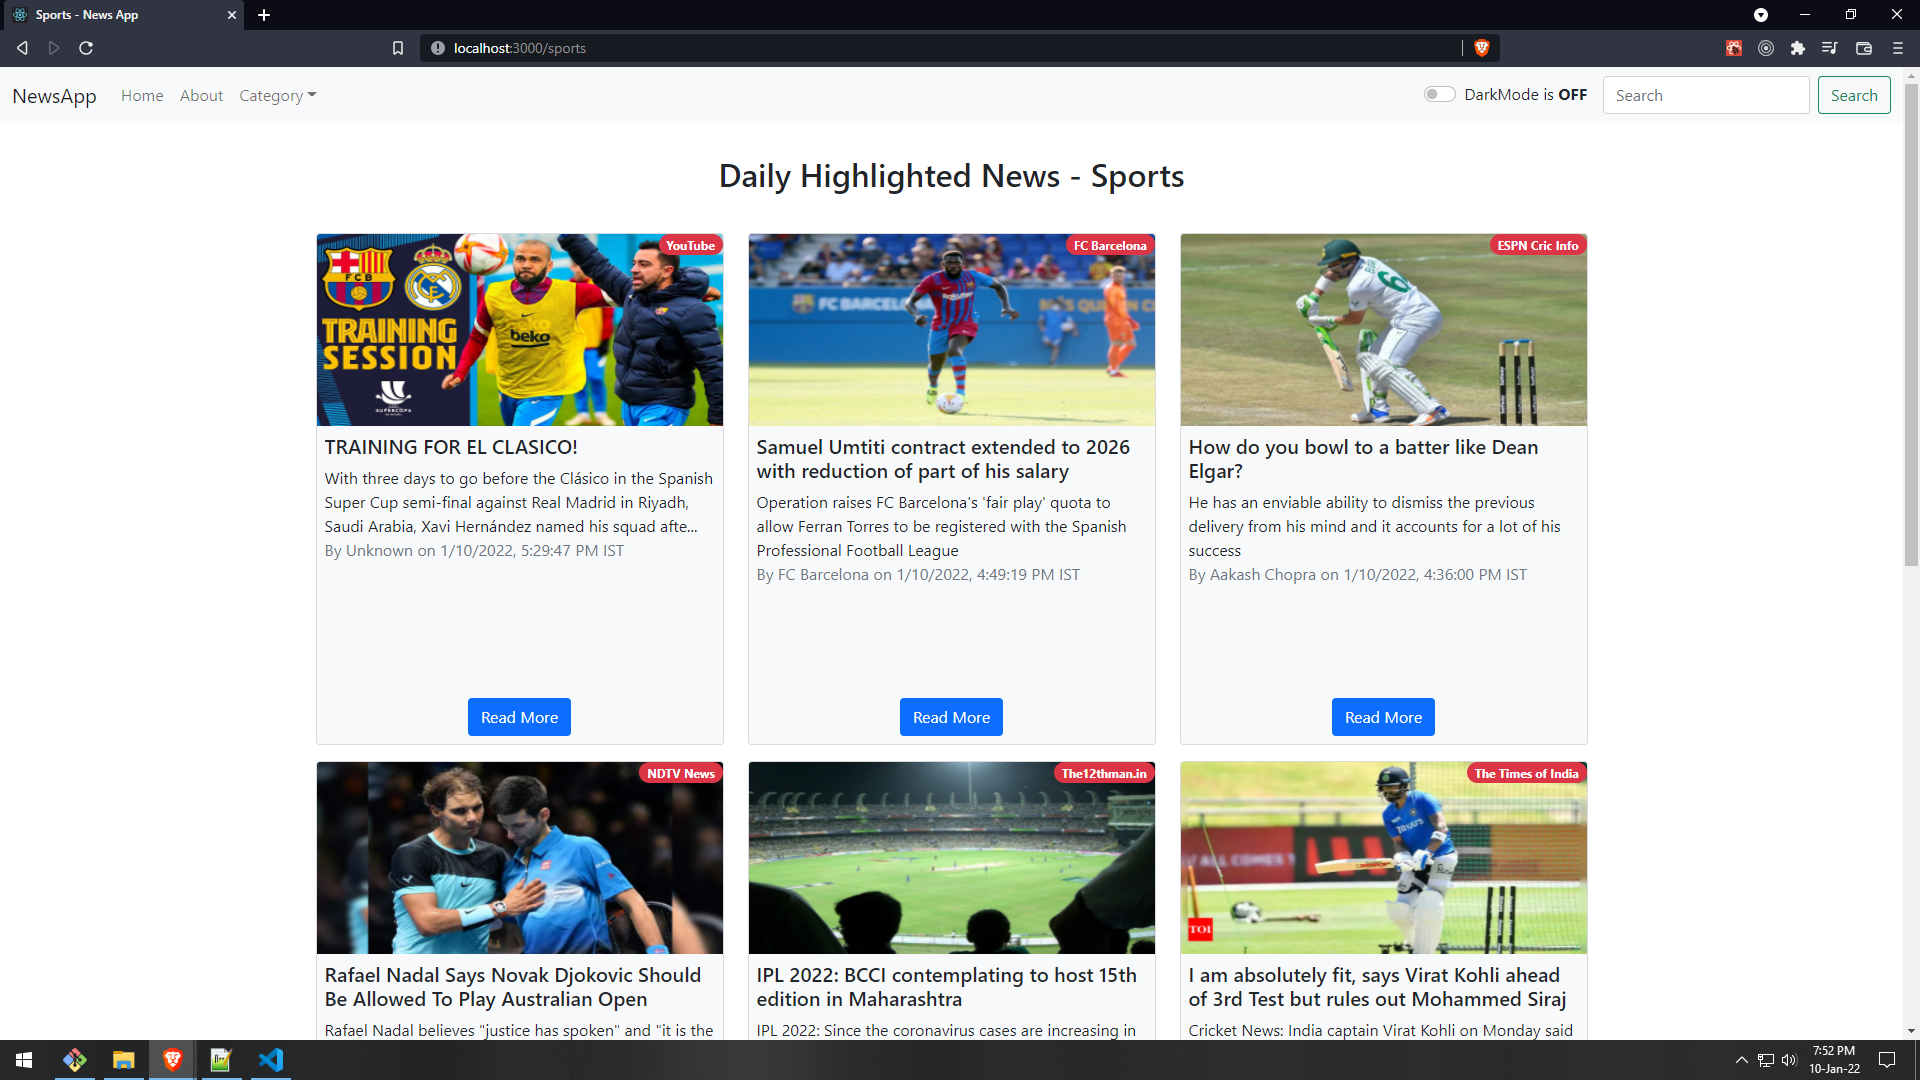 Sports - News App
localhost:3000/sports
NewsApp
Home
About
Category
DarkMode is OFF
Search
Search
Daily Highlighted News - Sports
YouTube
FCB
TRAINING
SESSION
SUPERCOPA
beko
TRAINING FOR EL CLASICO!
With three days to go before the Clásico in the Spanish
Super Cup semi-final against Real Madrid in Riyadh,
Saudi Arabia, Xavi Hernández named his squad afte...
By Unknown on 1/10/2022, 5:29:47 PM IST
Read More
FC Barcelona
FC BARCELO
Rakuten
Samuel Umtiti contract extended to 2026
with reduction of part of his salary
Operation raises FC Barcelona's 'fair play' quota to
allow Ferran Torres to be registered with the Spanish
Professional Football League
By FC Barcelona on 1/10/2022, 4:49:19 PM IST
Read More
ESPN Cric Info
6
How do you bowl to a batter like Dean
Elgar?
He has an enviable ability to dismiss the previous
delivery from his mind and it accounts for a lot of his
success
By Aakash Chopra on 1/10/2022, 4:36:00 PM IST
Read More
NDTV News
Rafael Nadal Says Novak Djokovic Should
Be Allowed To Play Australian Open
Rafael Nadal believes "justice has spoken" and "it is the
The12thman.in
IPL 2022: BCCI contemplating to host 15th
edition in Maharashtra
IPL 2022: Since the coronavirus cases are increasing in
The Times of India
ALL COMES T
TOI
I am absolutely fit, says Virat Kohli ahead
of 3rd Test but rules out Mohammed Siraj
Cricket News: India captain Virat Kohli on Monday said
7:52 PM
10-Jan-22